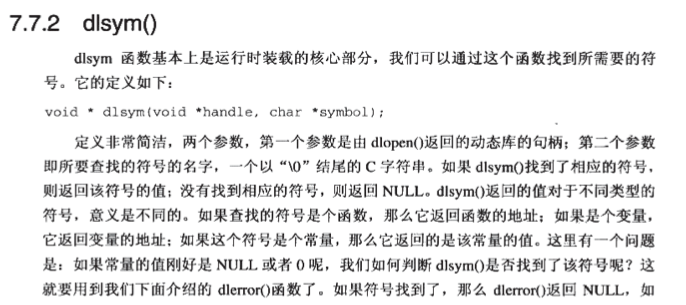 7.7.2 dlsym()
dlsym 函数基本上是运行时装载的核心部分，我们可以通过这个函数找到所需要的符
号。它的定义如下：
void * dlsym(void *handle, char *symbol);
定义非常简洁，两个参数，第一个参数是由 dlopen()返回的动态库的句柄；第二个参数
即所要查找的符号的名字，一个以“\0”结尾的 C 字符串。如果 dlsym()找到了相应的符号，
则返回该符号的值；没有找到相应的符号，则返回 NULL。dlsym()返回的值对于不同类型的
符号，意义是不同的。如果查找的符号是个函数，那么它返回函数的地址；如果是个变量，
它返回变量的地址；如果这个符号是个常量，那么它返回的是该常量的值。这里有一个问题
是：如果常量的值刚好是 NULL 或者 0 呢，我们如何判断 dlsym()是否找到了该符号呢？这
就要用到我们下面介绍的 dlerror()函数了。如果符号找到了，那么 dlerror()返回 NULL，如